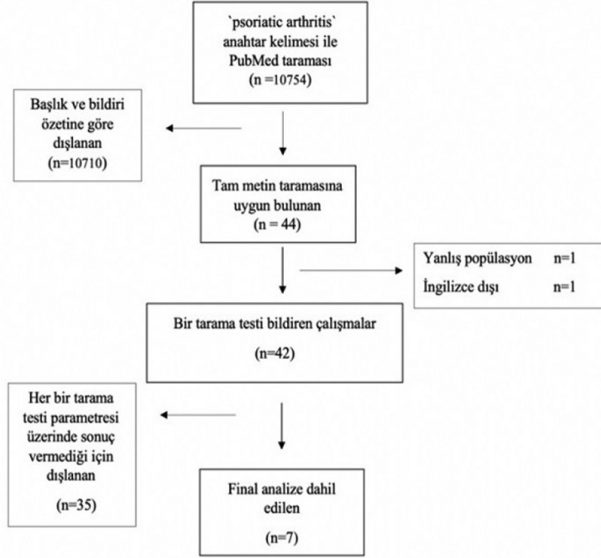 `psoriatic arthritis`
anahtar kelimesi ile
PubMed taraması
(n =10754)
Başlık ve bildiri
özetine göre
dışlanan
(n=10710)
Tam metin taramasına
uygun bulunan
(n = 44)
Yanlış popülasyon n=1
İngilizce dışı n=1
Bir tarama testi bildiren çalışmalar
(n=42)
Her bir tarama
testi parametresi
üzerinde sonuç
vermediği için
dışlanan
(n=35)
Final analize dahil
edilen
(n=7)